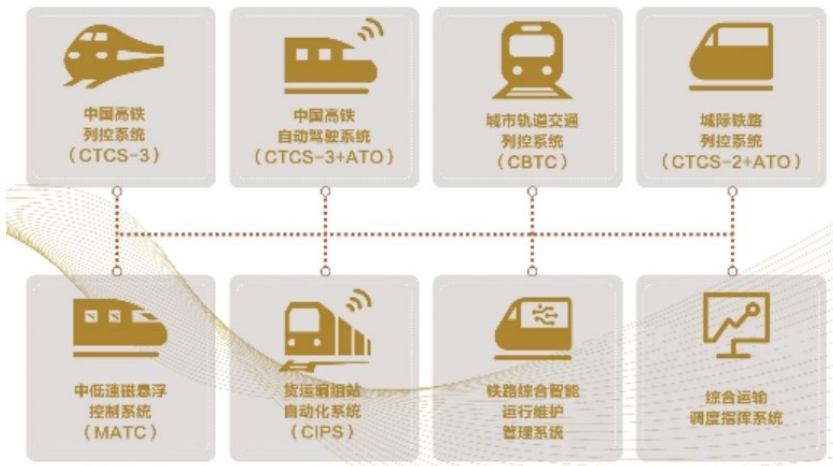 中国高铁
列控系统
（CTCS-3）
中国高铁
自动驾驶系统
（CTCS-3+ATO）
城市轨道交通
列控系统
（CBTC）
城际铁路
列控系统
（CTCS-2+ATO）
中低速磁悬浮
控制系统
（MATC）
货运编组站
自动化系统
（CIPS）
铁路综合智能
运行维护
管理系统
综合运输
调度指挥系统